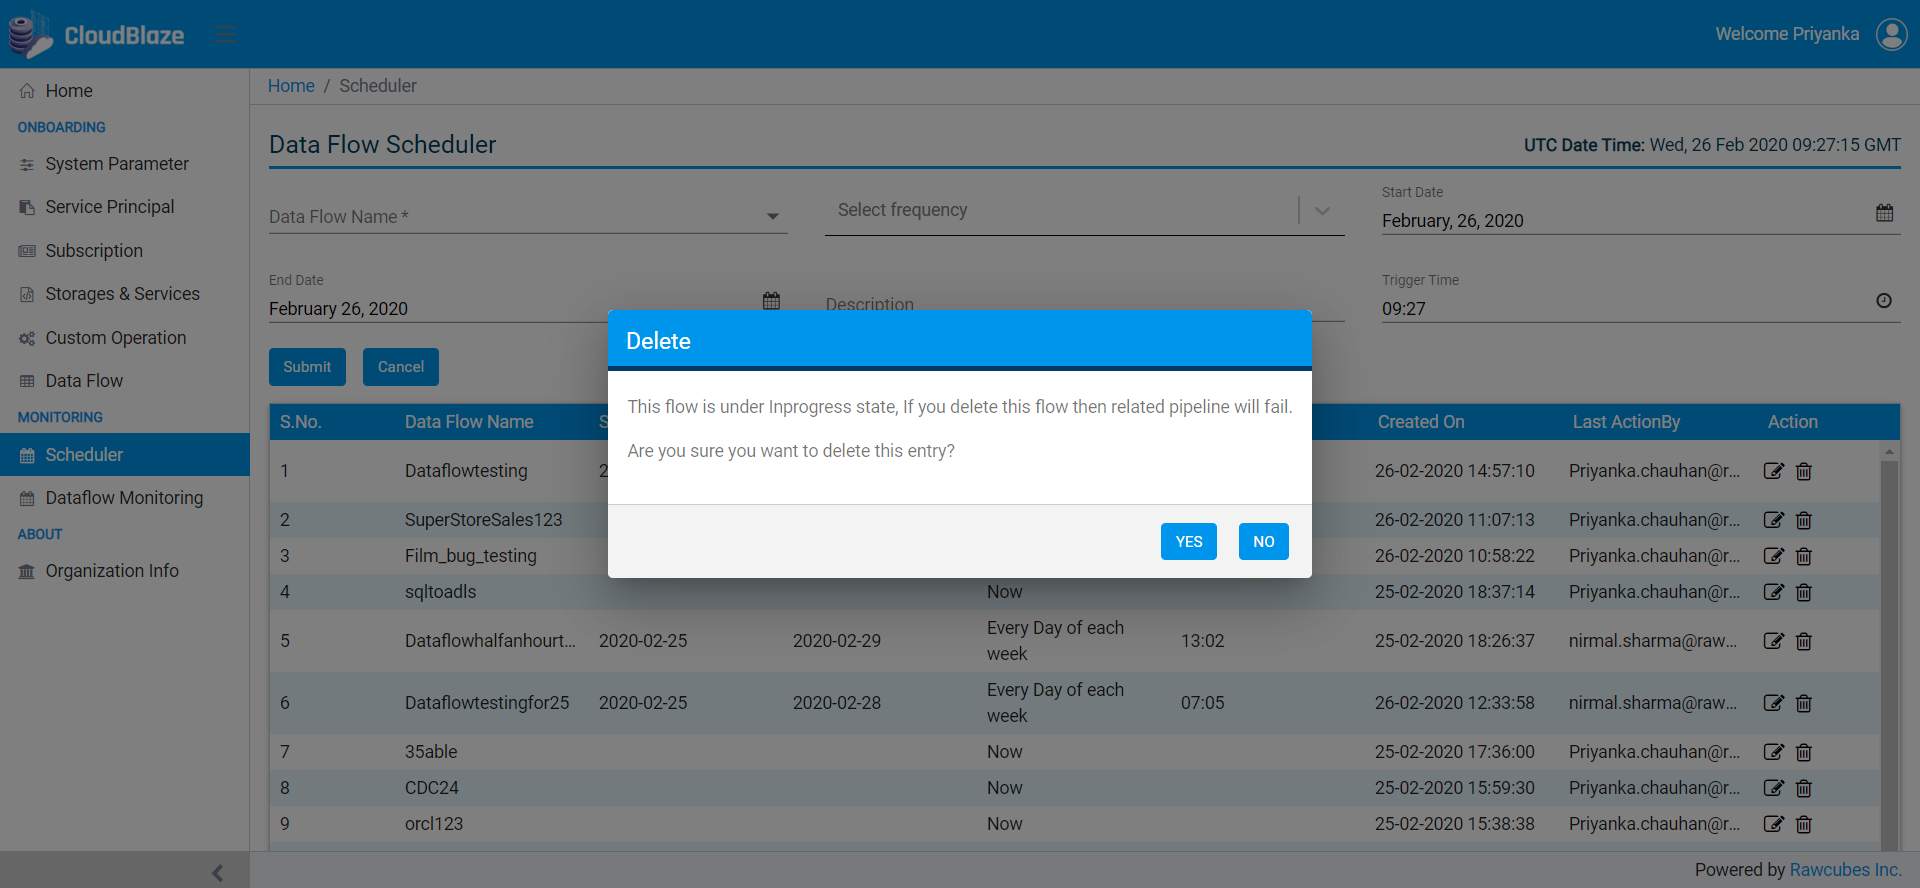 CloudBlaze
Welcome Priyanka
Home
ONBOARDING
System Parameter
Service Principal
Subscription
Storages & Services
Custom Operation
Data Flow
MONITORING
Scheduler
Dataflow Monitoring
ABOUT
Organization Info
Home / Scheduler
Data Flow Scheduler
UTC Date Time: Wed, 26 Feb 2020 09:27:15 GMT
Data Flow Name *
Select frequency
Start Date
February, 26, 2020
End Date
February 26, 2020
Description
Trigger Time
09:27
Submit Cancel
Delete
This flow is under Inprogress state, If you delete this flow then related pipeline will fail.
Are you sure you want to delete this entry?
YES NO
S.No. Data Flow Name S Created On Last ActionBy Action
1 Dataflowtesting 2 26-02-2020 14:57:10 Priyanka.chauhan@r...
2 SuperStoreSales123 26-02-2020 11:07:13 Priyanka.chauhan@r...
3 Film_bug_testing 26-02-2020 10:58:22 Priyanka.chauhan@r...
4 sqltoadls Now 25-02-2020 18:37:14 Priyanka.chauhan@r...
5 Dataflowhalfanhourt... 2020-02-25 2020-02-29 Every Day of each week 13:02 25-02-2020 18:26:37 nirmal.sharma@raw...
6 Dataflowtestingfor25 2020-02-25 2020-02-28 Every Day of each week 07:05 26-02-2020 12:33:58 nirmal.sharma@raw...
7 35able Now 25-02-2020 17:36:00 Priyanka.chauhan@r...
8 CDC24 Now 25-02-2020 15:59:30 Priyanka.chauhan@r...
9 orcl123 Now 25-02-2020 15:38:38 Priyanka.chauhan@r...
Powered by Rawcubes Inc.